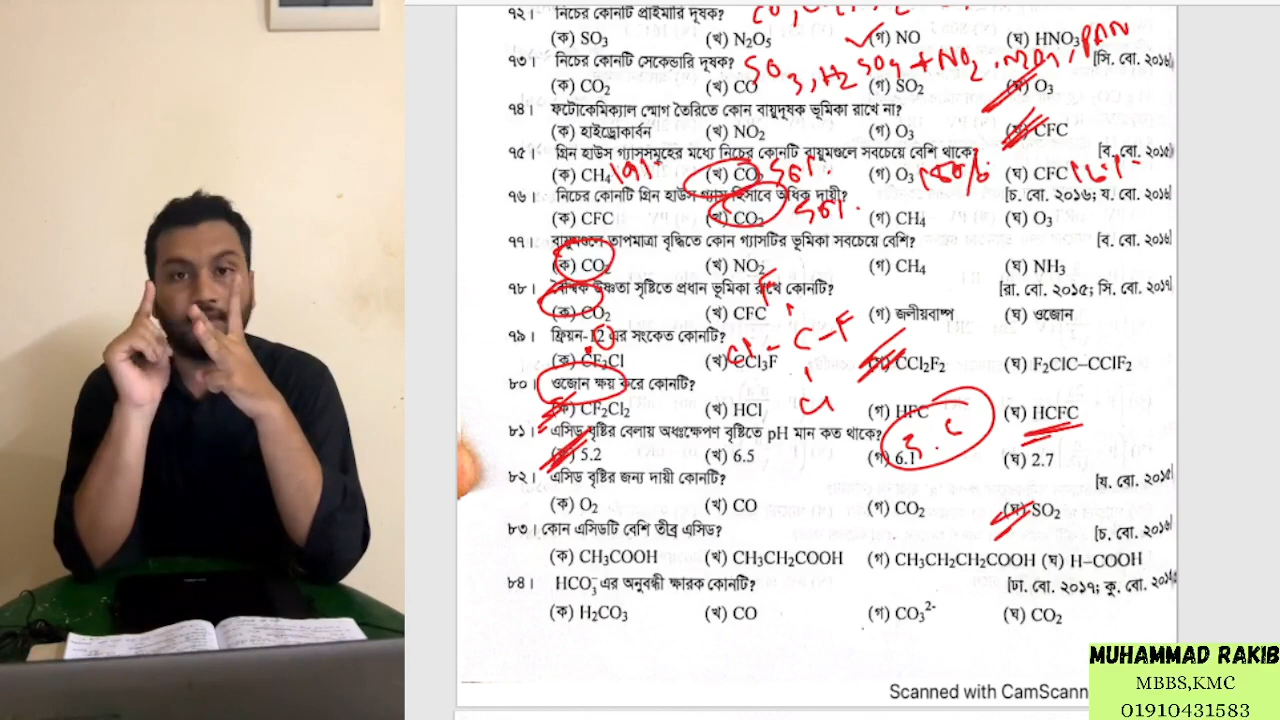 ৭২। নিচের কোনটি প্রাইমারি দূষক?
(ক) SO₃ (খ) N₂O₅ (গ) NO (ঘ) HNO₃
৭৩। নিচের কোনটি সেকেন্ডারি দূষক? SO₃, H₂SO₄ + NO₂, PAN [সি. বো. ২০১৬]
(ক) CO₂ (খ) CO (গ) SO₂ (ঘ) O₃
৭৪। ফটোকেমিক্যাল স্মোগ তৈরিতে কোন বায়ুদূষক ভূমিকা রাখে না?
(ক) হাইড্রোকার্বন (খ) NO₂ (গ) O₃ (ঘ) CFC
৭৫। গ্রিন হাউস গ্যাসসমূহের মধ্যে নিচের কোনটি বায়ুমণ্ডলে সবচেয়ে বেশি থাকে? [ব. বো. ২০১৫]
(ক) CH₄ (খ) CO₂ (গ) O₃ (ঘ) CFC
৭৬। নিচের কোনটি গ্রিন হাউস গ্যাস হিসাবে অধিক দায়ী? [চ. বো. ২০১৬; য. বো. ২০১৬]
(ক) CFC (খ) CO₂ (গ) CH₄ (ঘ) O₃
৭৭। বায়ুমণ্ডলে তাপমাত্রা বৃদ্ধিতে কোন গ্যাসটির ভূমিকা সবচেয়ে বেশি? [ব. বো. ২০১৬]
(ক) CO₂ (খ) NO₂ (গ) CH₄ (ঘ) NH₃
৭৮। বৈশ্বিক উষ্ণতা সৃষ্টিতে প্রধান ভূমিকা রাখে কোনটি? [রা. বো. ২০১৫; সি. বো. ২০১৭]
(ক) CO₂ (খ) CFC (গ) জলীয়বাষ্প (ঘ) ওজোন
F
৭৯। ফ্রিয়ন-12 এর সংকেত কোনটি? Cl – C – F
(ক) CF₃Cl (খ) CCl₃F (গ) CCl₂F₂ (ঘ) F₂ClC–CClF₂
৮০। ওজোন ক্ষয় করে কোনটি? Cl
(ক) CF₂Cl₂ (খ) HCl (গ) HFC (ঘ) HCFC
৮১। এসিড বৃষ্টির বেলায় অধঃক্ষেপণ বৃষ্টিতে pH মান কত থাকে?
(ক) 5.2 (খ) 6.5 (গ) 6.1 (ঘ) 2.7
৮২। এসিড বৃষ্টির জন্য দায়ী কোনটি? [য. বো. ২০১৫]
(ক) O₂ (খ) CO (গ) CO₂ (ঘ) SO₂
৮৩। কোন এসিডটি বেশি তীব্র এসিড? [চ. বো. ২০১৬]
(ক) CH₃COOH (খ) CH₃CH₂COOH (গ) CH₃CH₂CH₂COOH (ঘ) H–COOH
৮৪। HCO₃⁻ এর অনুবন্ধী ক্ষারক কোনটি? [ঢা. বো. ২০১৭; কু. বো. ২০১৭]
(ক) H₂CO₃ (খ) CO (গ) CO₃²⁻ (ঘ) CO₂
Scanned with CamScann
MUHAMMAD RAKIB
MBBS,KMC
01910431583